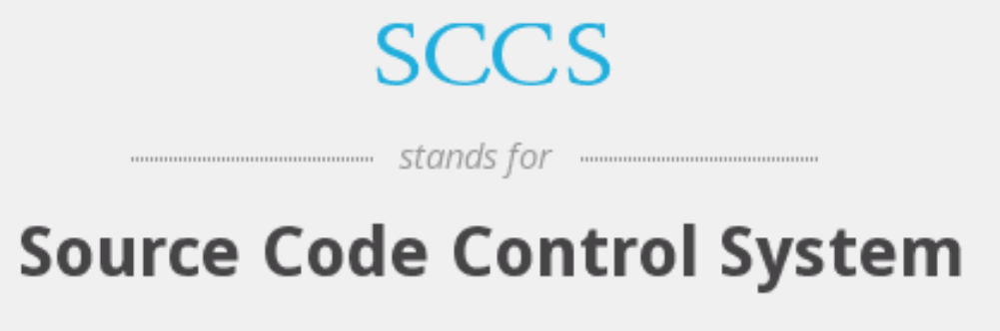 SCCS
stands for
Source Code Control System